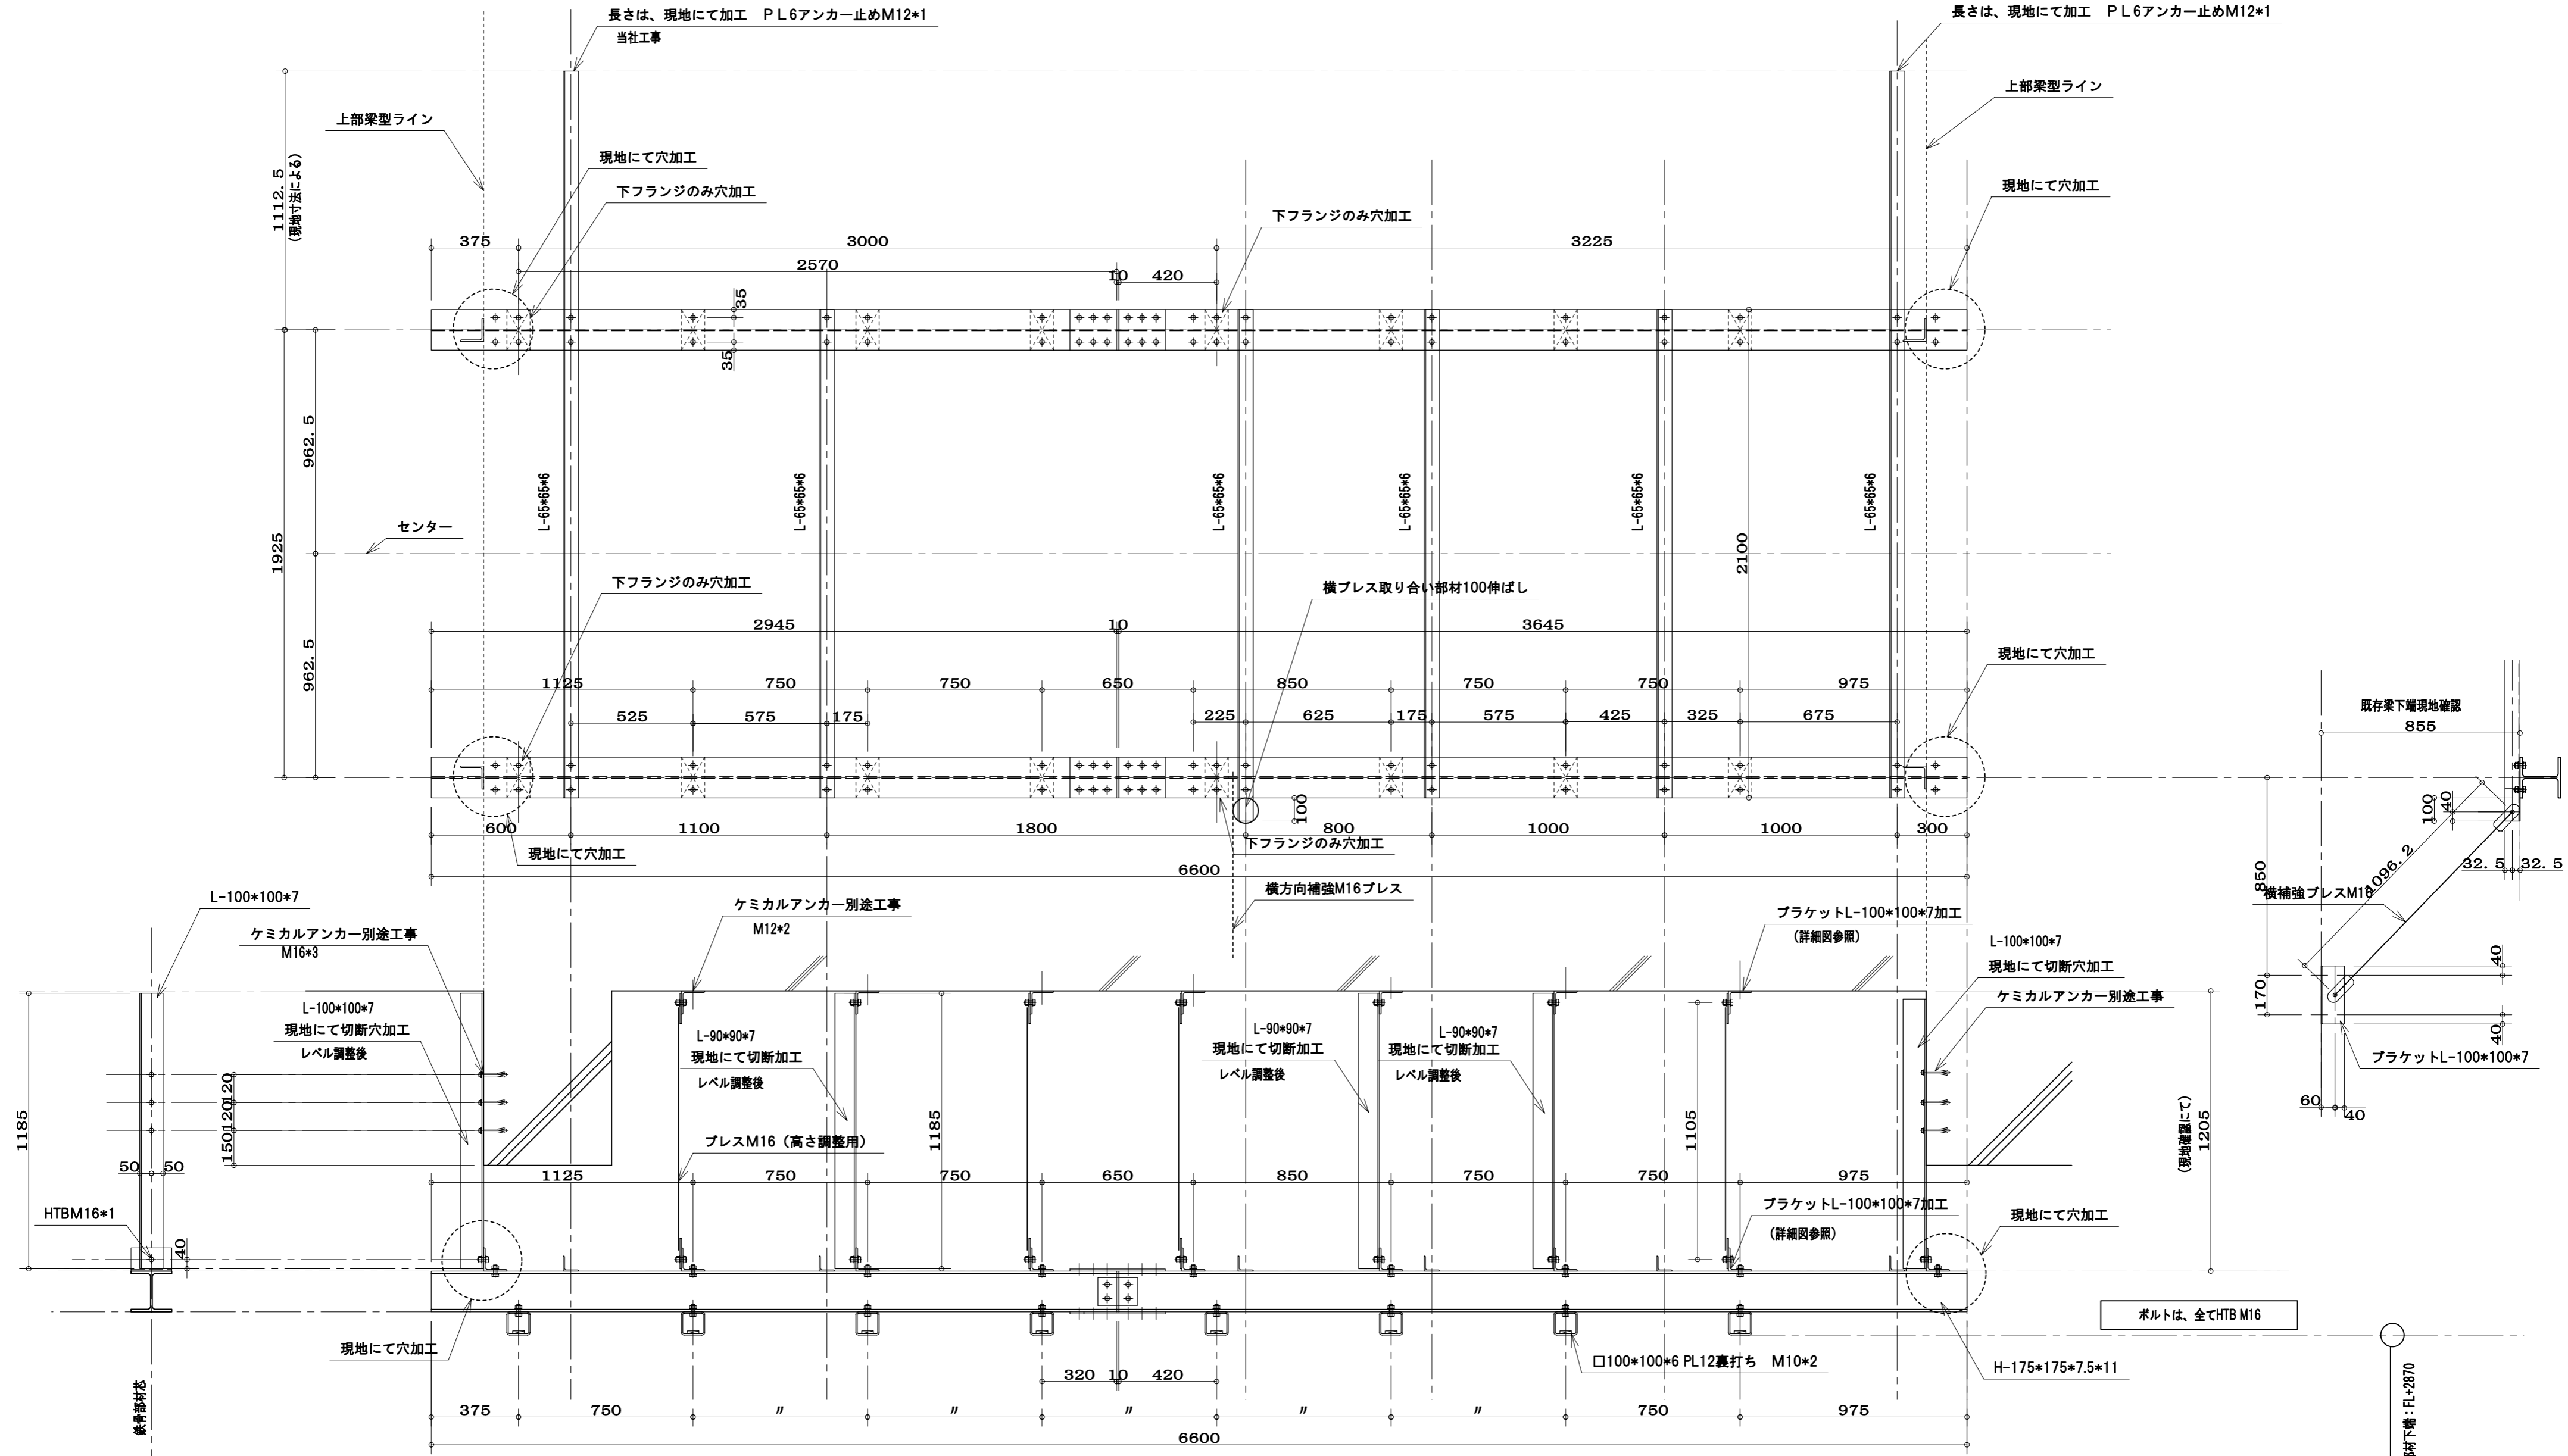 長さは、現地にて加工　ＰＬ6アンカー止めM12*1
当社工事
長さは、現地にて加工　ＰＬ6アンカー止めM12*1
上部梁型ライン
上部梁型ライン
現地にて穴加工
下フランジのみ穴加工
下フランジのみ穴加工
現地にて穴加工
1112.5
(現地寸法による)
375
3000
3225
2570
10
420
35
35
962.5
1925
962.5
L-65*65*6
L-65*65*6
L-65*65*6
L-65*65*6
L-65*65*6
L-65*65*6
2100
センター
下フランジのみ穴加工
横ブレス取り合い部材100伸ばし
2945
10
3645
現地にて穴加工
1125
750
750
650
850
750
750
975
525
575
175
225
625
175
575
425
325
675
100
600
1100
1800
800
1000
1000
300
下フランジのみ穴加工
現地にて穴加工
6600
既存梁下端現地確認
855
100
40
1096.2
32.5
32.5
850
横補強ブレスM16
170
40
40
ブラケットL-100*100*7
60
40
L-100*100*7
ケミカルアンカー別途工事
M16*3
ケミカルアンカー別途工事
M12*2
横方向補強M16ブレス
ブラケットL-100*100*7加工
(詳細図参照)
L-100*100*7
現地にて切断穴加工
ケミカルアンカー別途工事
L-100*100*7
現地にて切断穴加工
レベル調整後
L-90*90*7
現地にて切断加工
レベル調整後
L-90*90*7
現地にて切断加工
レベル調整後
L-90*90*7
現地にて切断加工
レベル調整後
1185
150
120
120
50
50
ブレスM16（高さ調整用）
1185
1105
(現地確認にて)
1205
1125
750
750
650
850
750
750
975
HTBM16*1
40
ブラケットL-100*100*7加工
(詳細図参照)
現地にて穴加工
ボルトは、全てHTB M16
現地にて穴加工
□100*100*6 PL12裏打ち　M10*2
H-175*175*7.5*11
320
10
420
鉄骨部材芯
375
750
〃
〃
〃
〃
〃
750
975
6600
部材下端：FL+2870